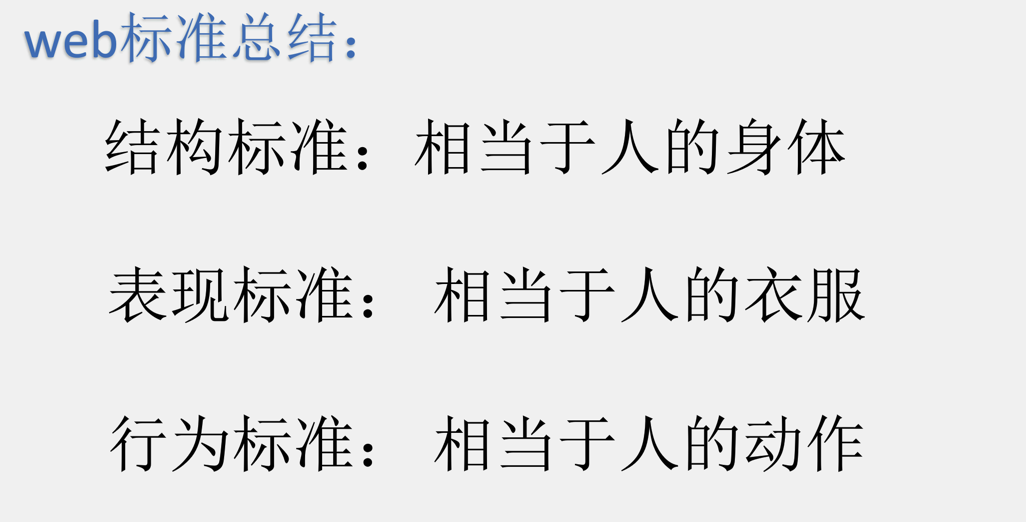 web标准总结：
结构标准：相当于人的身体
表现标准： 相当于人的衣服
行为标准： 相当于人的动作